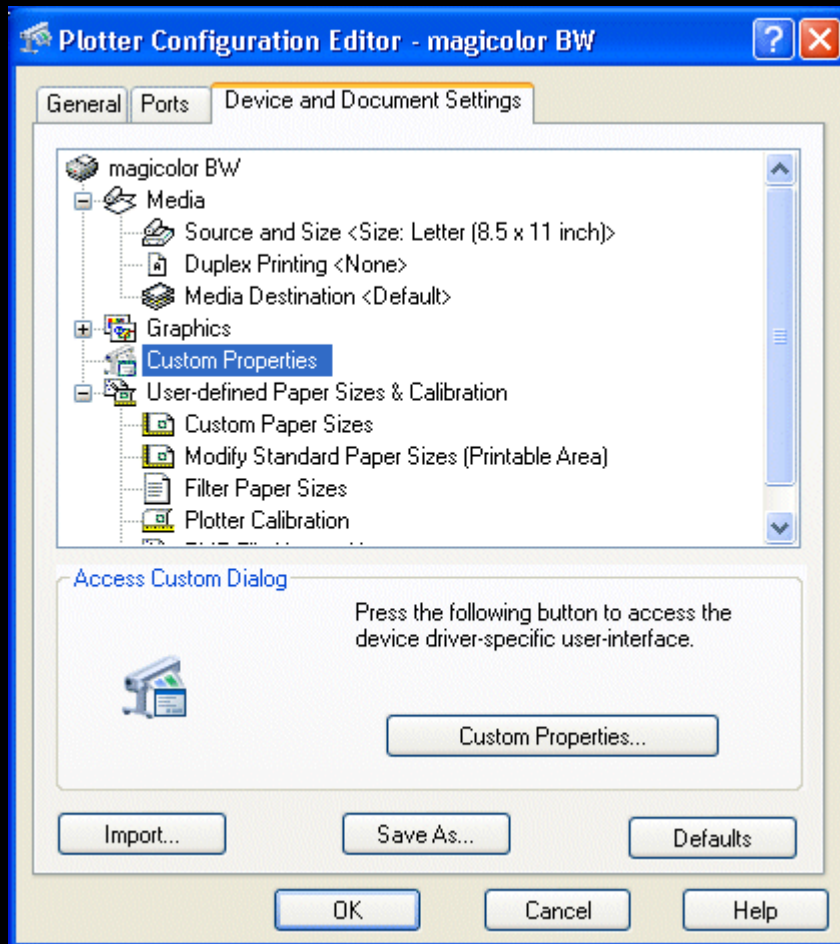 Plotter Configuration Editor - magicolor BW
General Ports Device and Document Settings
magicolor BW
Media
Source and Size <Size: Letter (8.5 x 11 inch)>
Duplex Printing <None>
Media Destination <Default>
Graphics
Custom Properties
User-defined Paper Sizes & Calibration
Custom Paper Sizes
Modify Standard Paper Sizes (Printable Area)
Filter Paper Sizes
Plotter Calibration
Access Custom Dialog
Press the following button to access the
device driver-specific user-interface.
Custom Properties...
Import... Save As... Defaults
OK Cancel Help